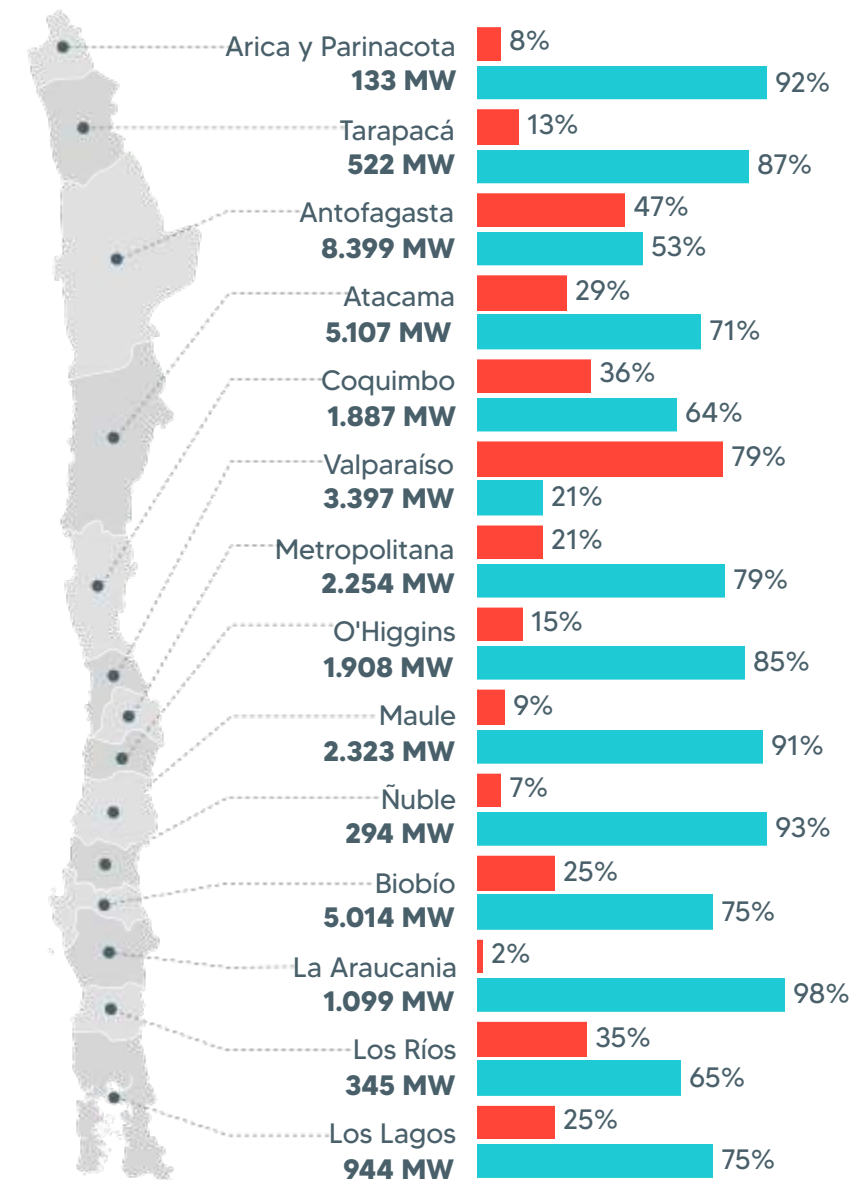 Arica y Parinacota
133 MW
8%
92%
Tarapacá
522 MW
13%
87%
Antofagasta
8.399 MW
47%
53%
Atacama
5.107 MW
29%
71%
Coquimbo
1.887 MW
36%
64%
Valparaíso
3.397 MW
79%
21%
Metropolitana
2.254 MW
21%
79%
O'Higgins
1.908 MW
15%
85%
Maule
2.323 MW
9%
91%
Ñuble
294 MW
7%
93%
Biobío
5.014 MW
25%
75%
La Araucania
1.099 MW
2%
98%
Los Ríos
345 MW
35%
65%
Los Lagos
944 MW
25%
75%